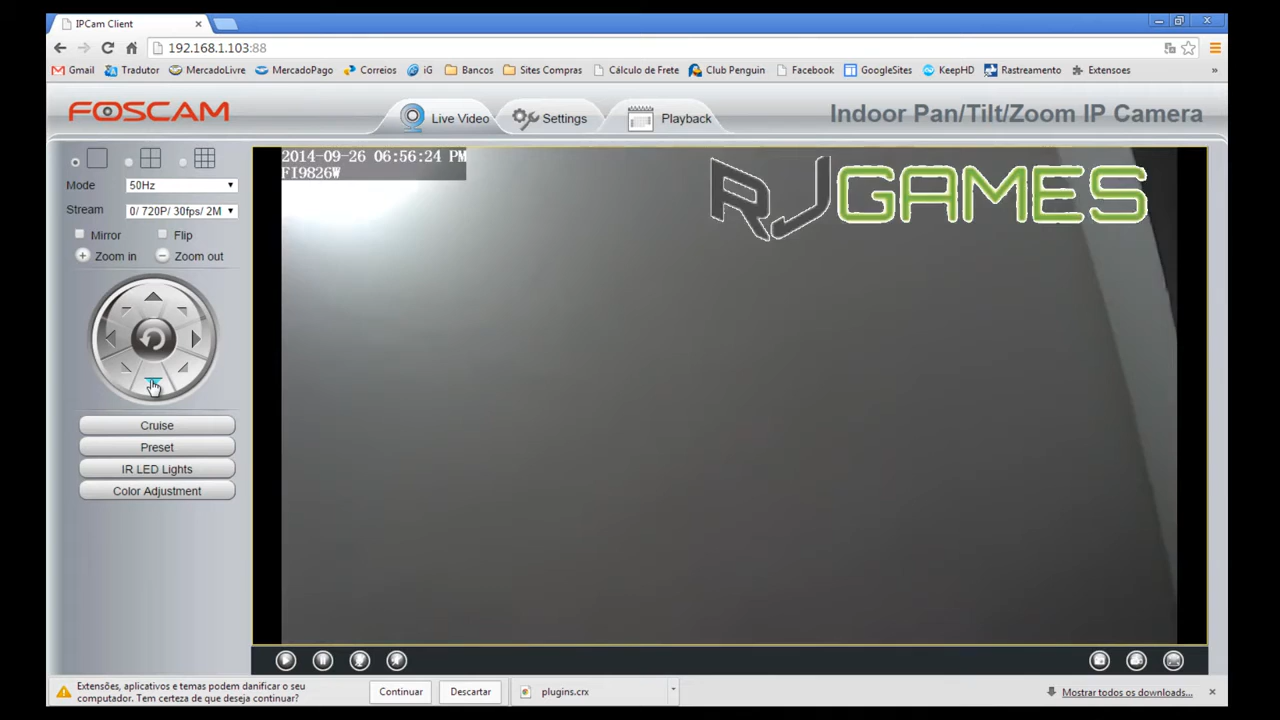 IPCam Client
192.168.1.103:88
Gmail Tradutor MercadoLivre MercadoPago Correios iG Bancos Sites Compras Cálculo de Frete Club Penguin Facebook GoogleSites KeepHD Rastreamento Extensoes »
FOSCAM Live Video Settings Playback Indoor Pan/Tilt/Zoom IP Camera
2014-09-26 06:56:24 PM
FI9826W
RJGAMES
Mode 50Hz
Stream 0/ 720P/ 30fps/ 2M
Mirror Flip
Zoom in Zoom out
Cruise
Preset
IR LED Lights
Color Adjustment
Extensões, aplicativos e temas podem danificar o seu
computador. Tem certeza de que deseja continuar?
Continuar Descartar plugins.crx Mostrar todos os downloads...